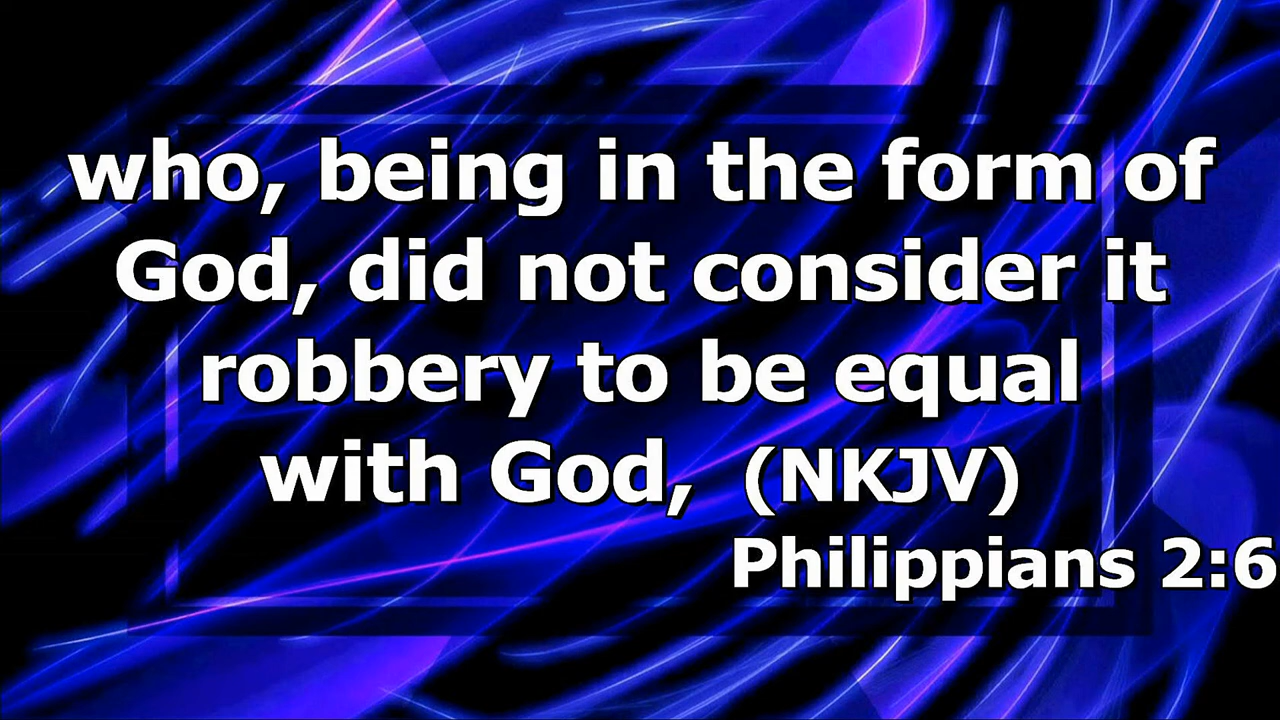 who, being in the form of
God, did not consider it
robbery to be equal
with God, (NKJV)
Philippians 2:6